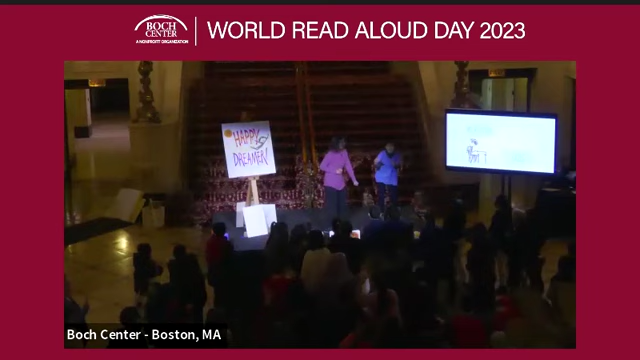 BOCH
CENTER
A NONPROFIT ORGANIZATION
WORLD READ ALOUD DAY 2023
HAPPY
DREAMER!
Boch Center - Boston, MA